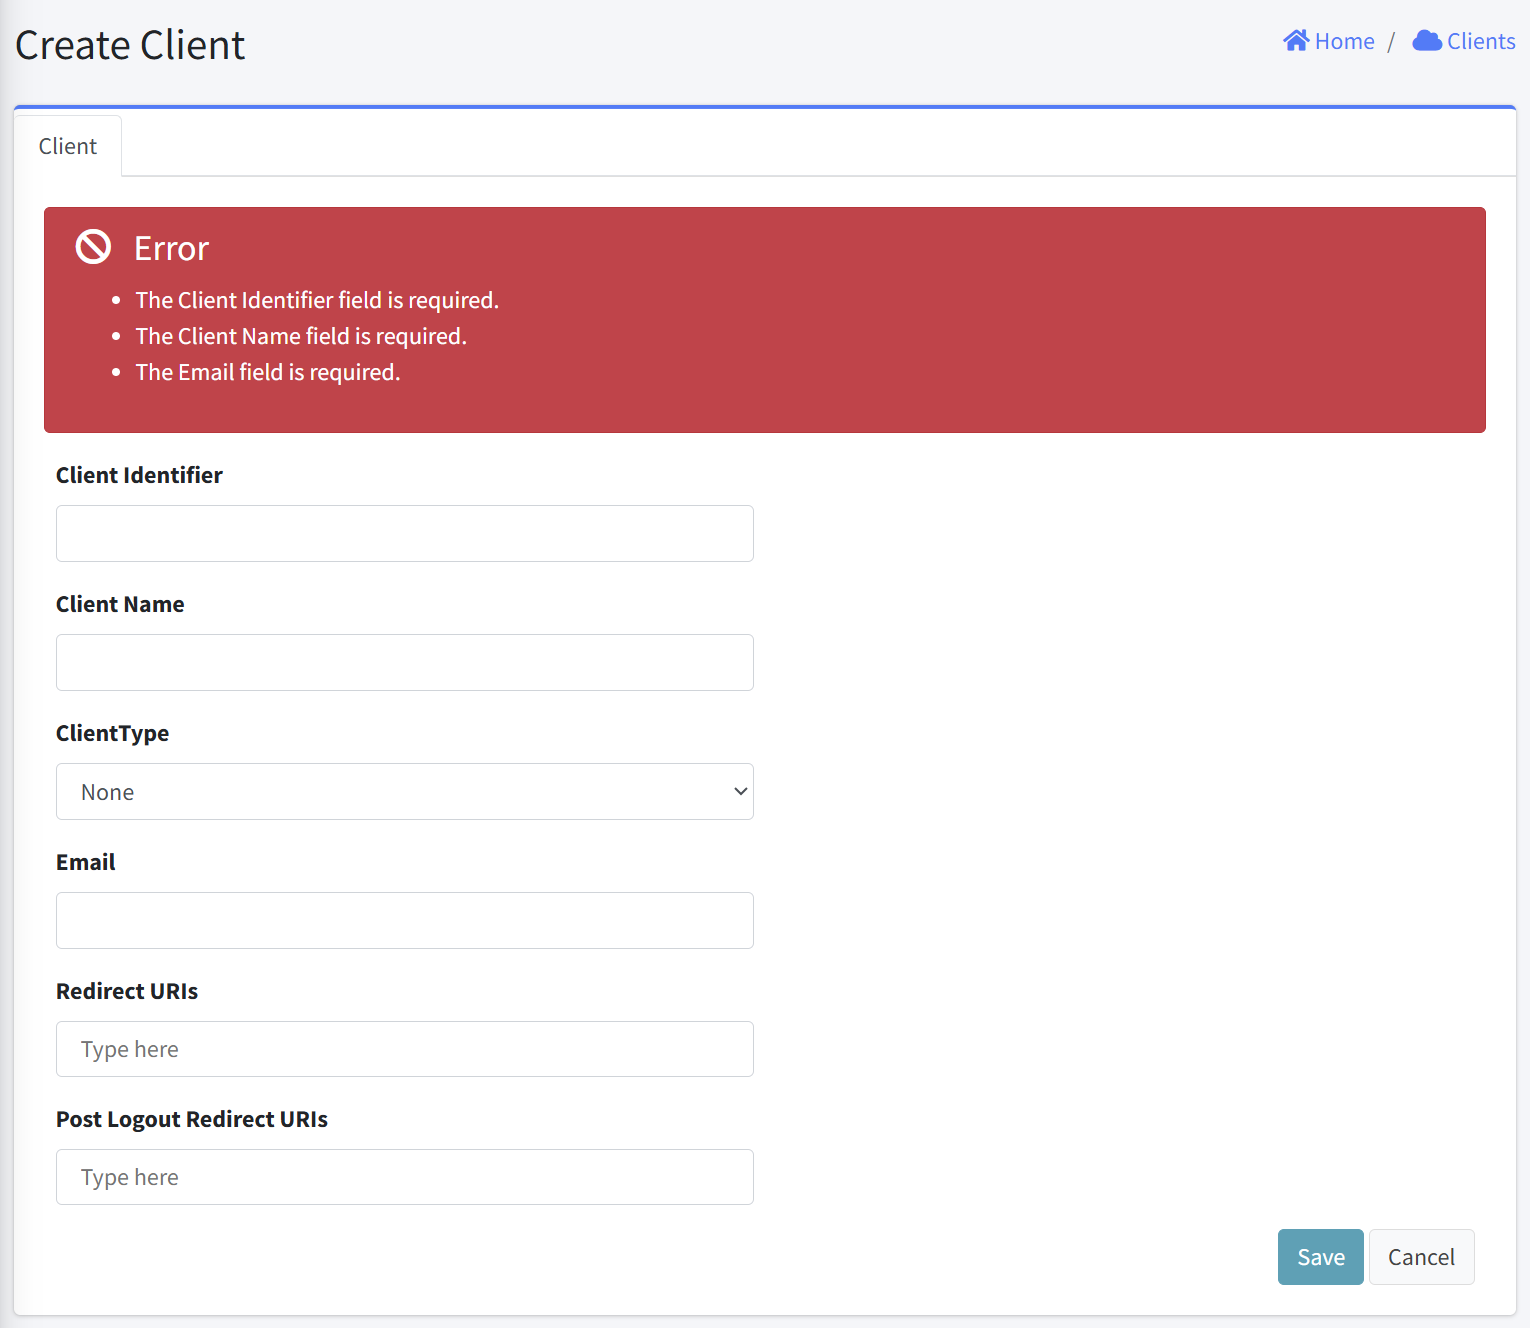 Create Client
Home / Clients
Client
Error
The Client Identifier field is required.
The Client Name field is required.
The Email field is required.
Client Identifier
Client Name
ClientType
None
Email
Redirect URIs
Type here
Post Logout Redirect URIs
Type here
Save Cancel